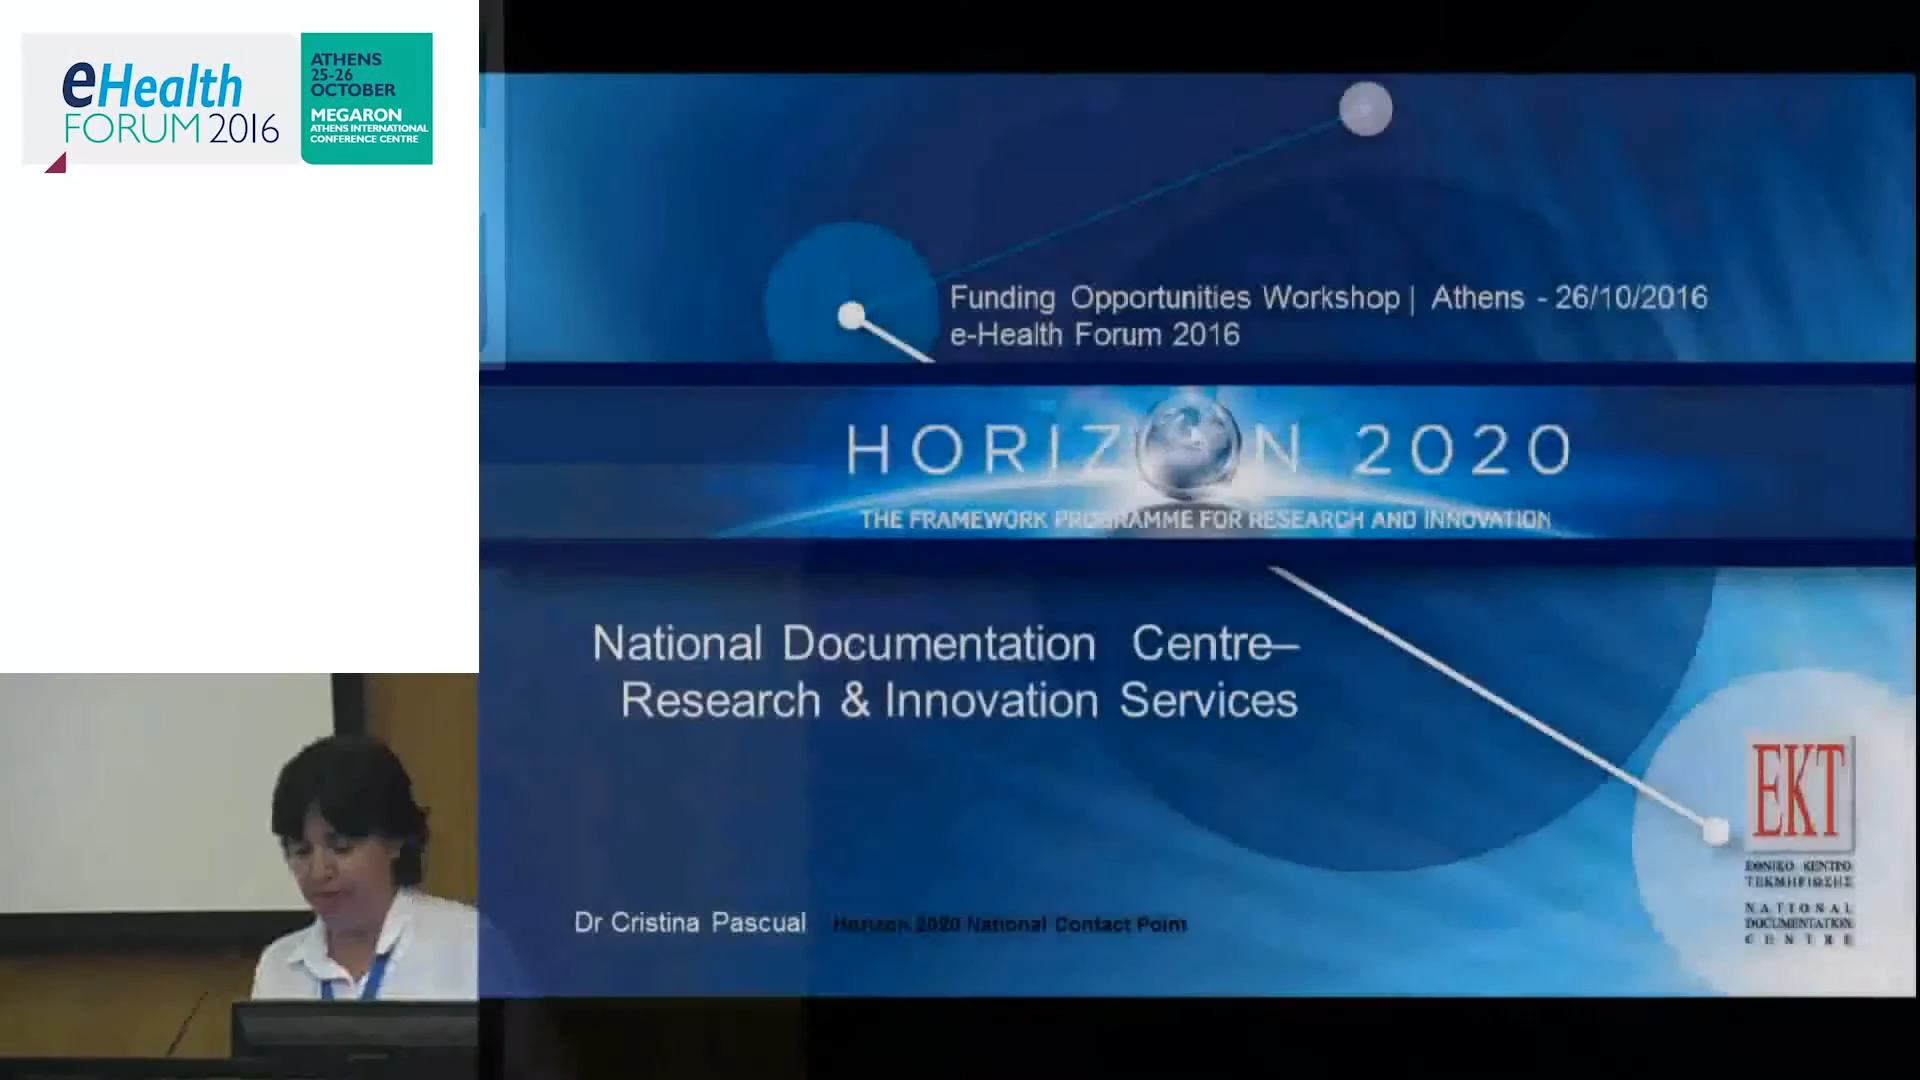 eHealth
FORUM 2016
ATHENS
25-26
OCTOBER
MEGARON
ATHENS INTERNATIONAL
CONFERENCE CENTRE
Funding Opportunities Workshop | Athens - 26/10/2016
e-Health Forum 2016
HORIZON 2020
THE FRAMEWORK PROGRAMME FOR RESEARCH AND INNOVATION
National Documentation Centre–
Research & Innovation Services
Dr Cristina Pascual Horizon 2020 National Contact Point
EKT
ΕΘΝΙΚΟ ΚΕΝΤΡΟ
ΤΕΚΜΗΡΙΩΣΗΣ
NATIONAL
DOCUMENTATION
CENTRE